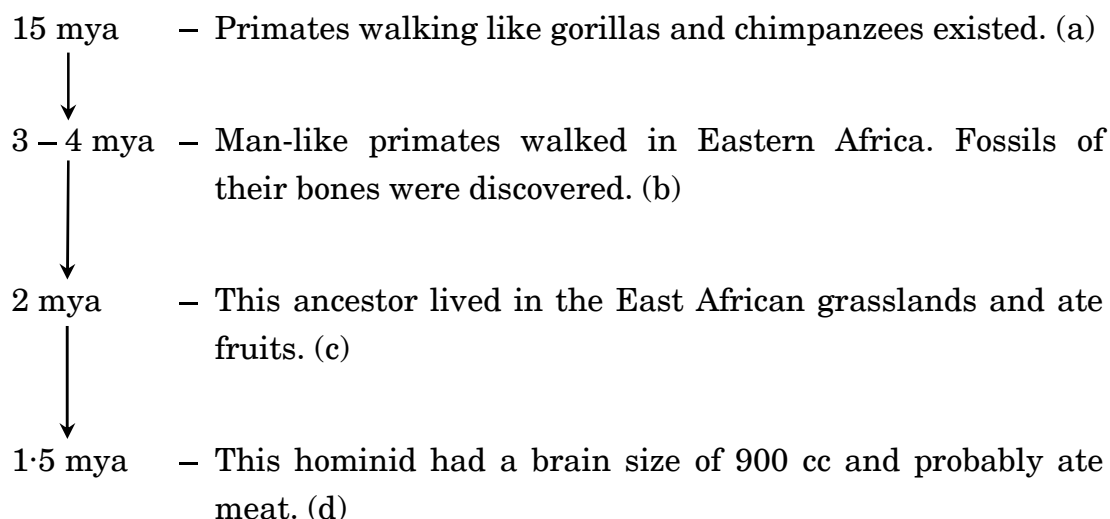 15 mya – Primates walking like gorillas and chimpanzees existed. (a)
3 – 4 mya – Man-like primates walked in Eastern Africa. Fossils of
their bones were discovered. (b)
2 mya – This ancestor lived in the East African grasslands and ate
fruits. (c)
1·5 mya – This hominid had a brain size of 900 cc and probably ate
meat. (d)